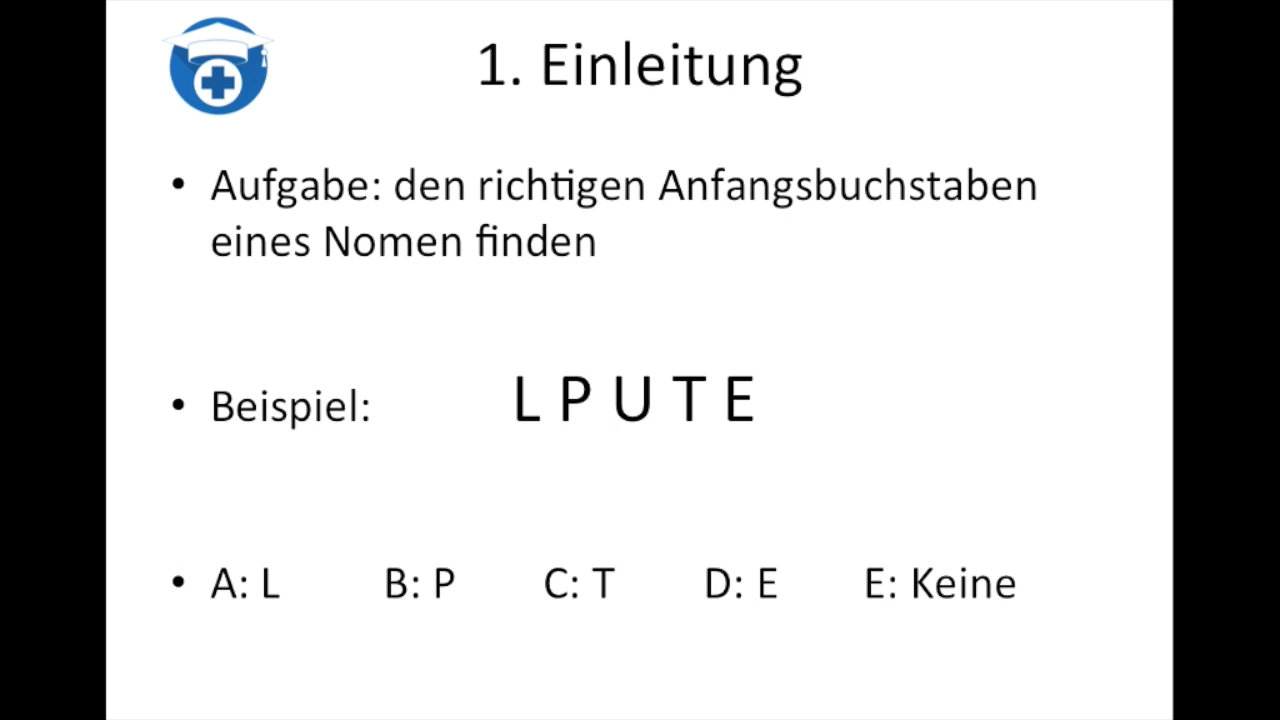 1. Einleitung
• Aufgabe: den richtigen Anfangsbuchstaben
eines Nomen finden
• Beispiel: L P U T E
• A: L B: P C: T D: E E: Keine